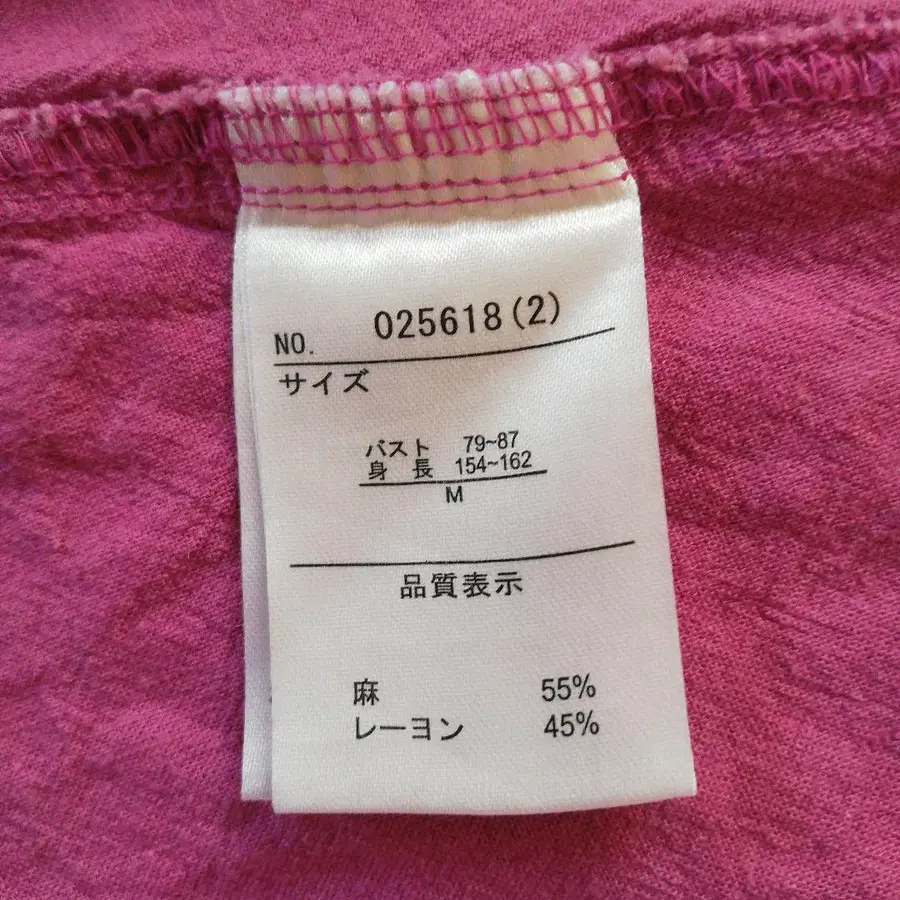 NO. 025618(2)
サイズ
バスト 79~87
身 長 154~162
M
品質表示
麻 55%
レーヨン 45%